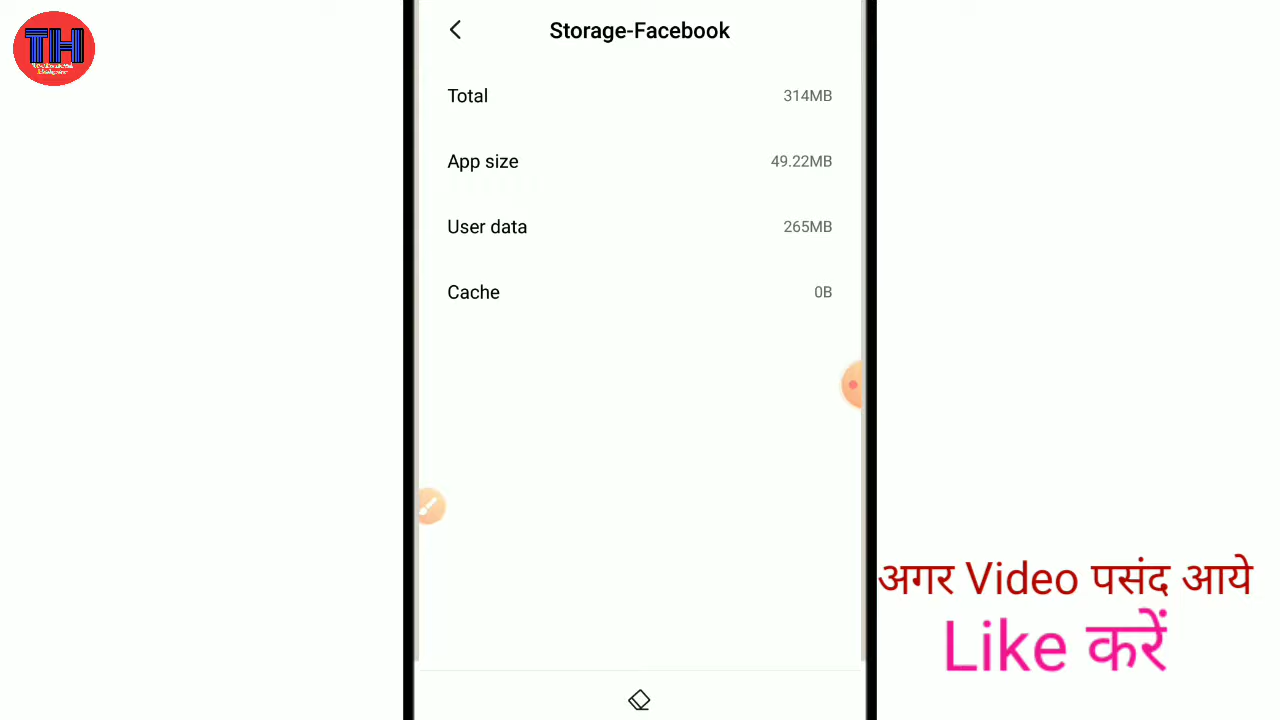 TH
Storage-Facebook
Total 314MB
App size 49.22MB
User data 265MB
Cache 0B
अगर Video पसंद आये
Like करें